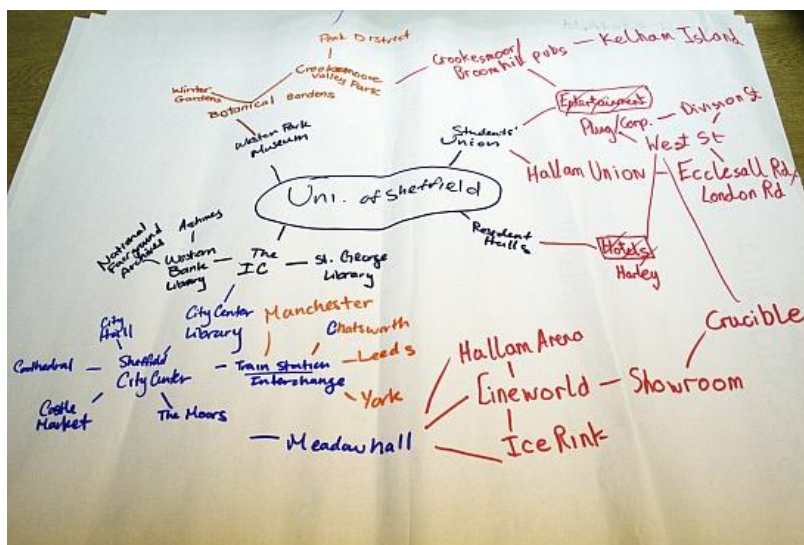 Peak District
Crookesmoore
Valley Park
Winter
Gardens
Botanical Gardens
Weston Park
Museum
Crookesmoor/
Broomhill pubs
Kelham Island
Entertainment
Students'
Union
Plug/Corp.
Division St
West St
Hallam Union
Ecclesall Rd/
London Rd
Uni. of Sheffield
Resident
Halls
Hotels
Harley
National
Fairground
Archives
Archives
Western
Bank
Library
The
IC
St. George
Library
City Center
Library
City
Hall
Cathedral
Sheffield
City Center
Castle
Market
The Moors
Manchester
Chatsworth
Train Station
Interchange
Leeds
York
Meadowhall
Hallam Arena
Cineworld
Ice Rink
Showroom
Crucible